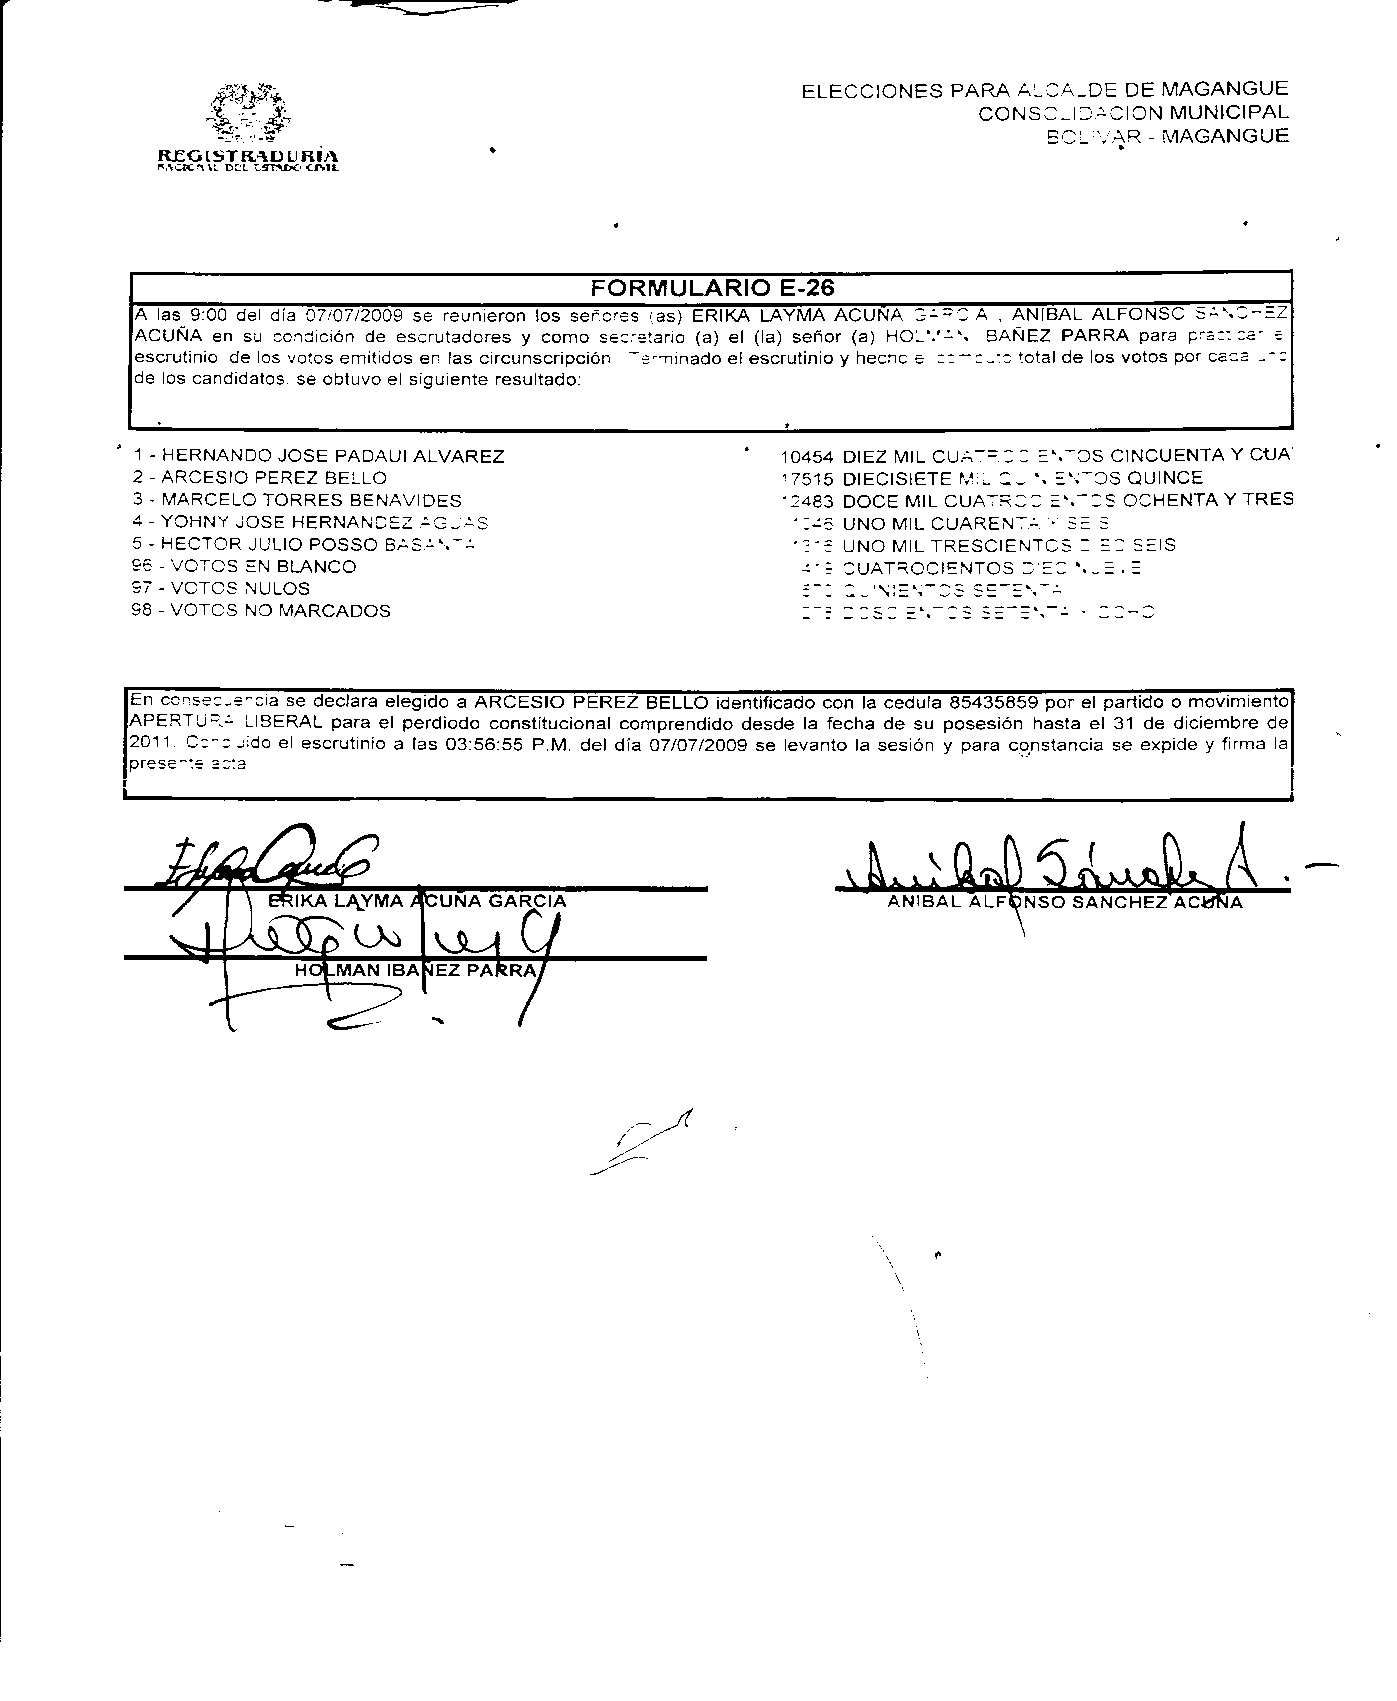 REGISTRADURIA
NACIONAL DEL ESTADO CIVIL
ELECCIONES PARA ALCALDE DE MAGANGUE
CONSOLIDACION MUNICIPAL
BOLIVAR - MAGANGUE
FORMULARIO E-26
A las 9:00 del día 07/07/2009 se reunieron los señores (as) ERIKA LAYMA ACUÑA GARCIA , ANIBAL ALFONSO SANCHEZ
ACUÑA en su condición de escrutadores y como secretario (a) el (la) señor (a) HOLMAN IBAÑEZ PARRA para practicar e
escrutinio de los votos emitidos en las circunscripción Terminado el escrutinio y hecho e computo total de los votos por cada uno
de los candidatos. se obtuvo el siguiente resultado:
1 - HERNANDO JOSE PADAUI ALVAREZ 10454 DIEZ MIL CUATROCIENTOS CINCUENTA Y CUA
2 - ARCESIO PEREZ BELLO 17515 DIECISIETE MIL QUINIENTOS QUINCE
3 - MARCELO TORRES BENAVIDES 12483 DOCE MIL CUATROCIENTOS OCHENTA Y TRES
4 - YOHNY JOSE HERNANDEZ AGUAS 1046 UNO MIL CUARENTA Y SEIS
5 - HECTOR JULIO POSSO BASANTA 1316 UNO MIL TRESCIENTOS DIECISEIS
96 - VOTOS EN BLANCO 419 CUATROCIENTOS DIECINUEVE
97 - VOTOS NULOS 570 QUINIENTOS SETENTA
98 - VOTOS NO MARCADOS 278 DOSCIENTOS SETENTA Y OCHO
En consecuencia se declara elegido a ARCESIO PEREZ BELLO identificado con la cedula 85435859 por el partido o movimiento
APERTURA LIBERAL para el perdiodo constitucional comprendido desde la fecha de su posesión hasta el 31 de diciembre de
2011. Concluido el escrutinio a las 03:56:55 P.M. del día 07/07/2009 se levanto la sesión y para constancia se expide y firma la
presente acta
Anibal Sánchez A.
ERIKA LAYMA ACUÑA GARCIA
ANIBAL ALFONSO SANCHEZ ACUÑA
HOLMAN IBAÑEZ PARRA